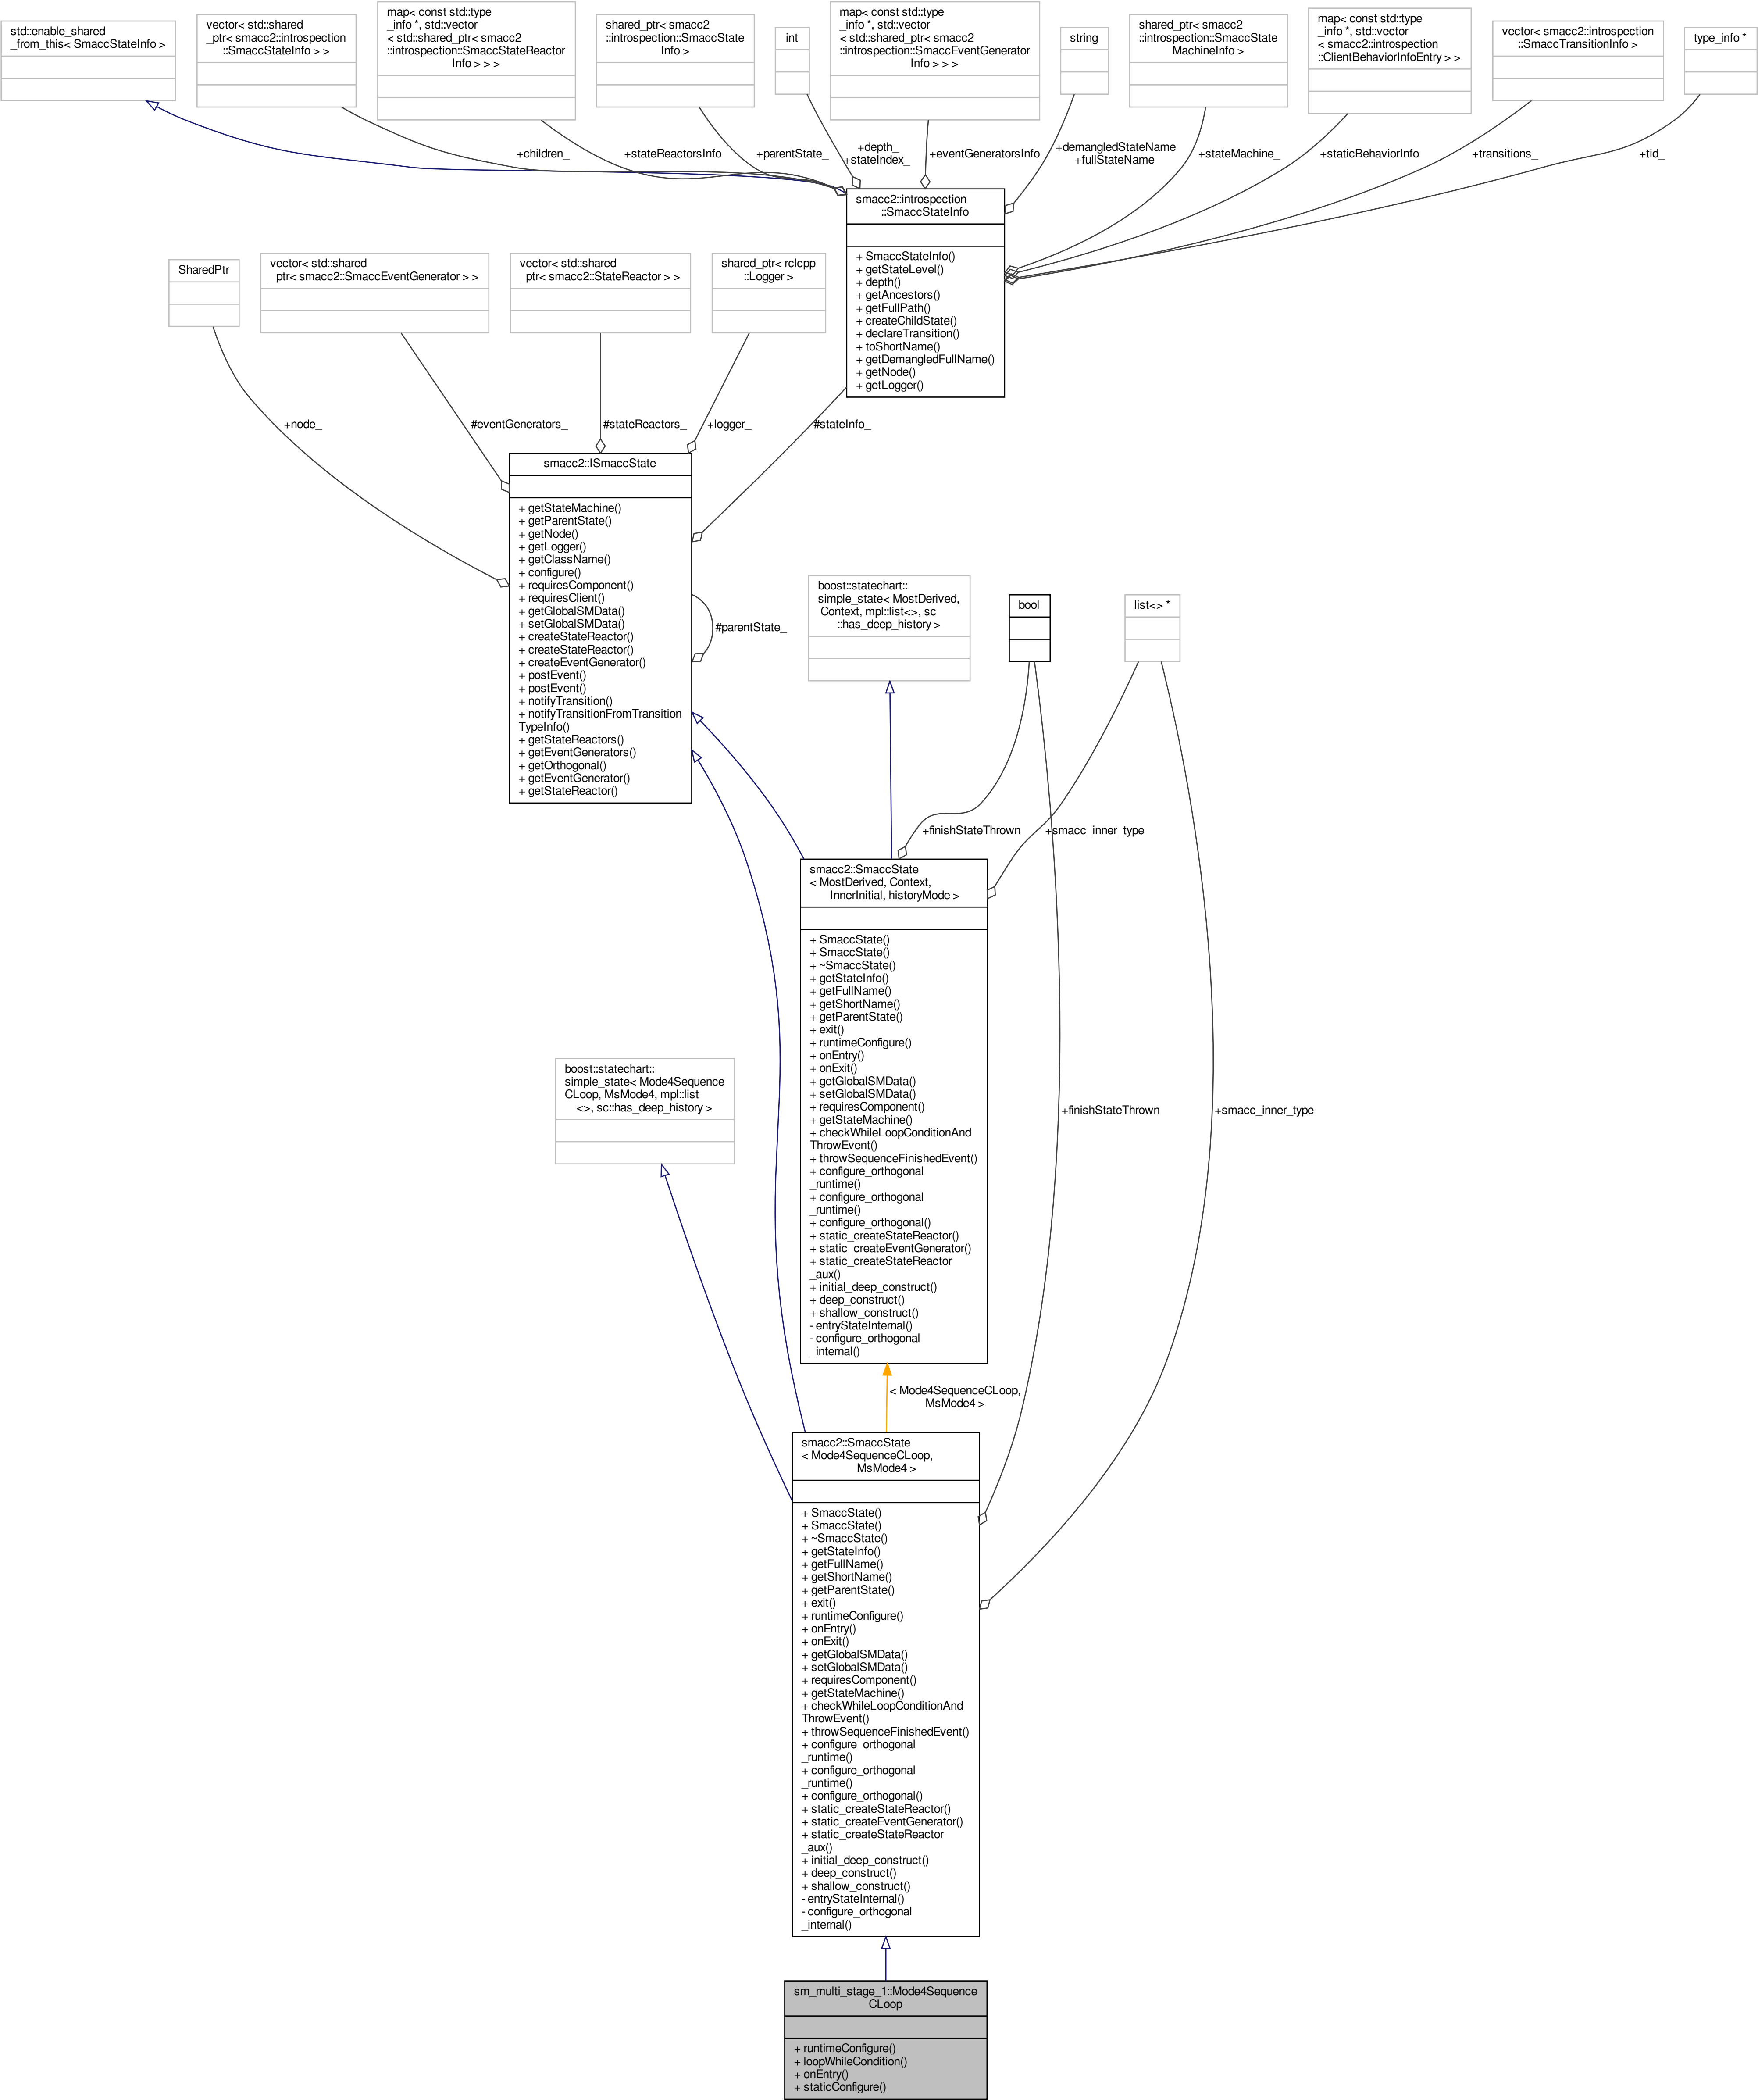 std::enable_shared
_from_this< SmaccStateInfo >
vector< std::shared
_ptr< smacc2::introspection
::SmaccStateInfo > >
map< const std::type
_info *, std::vector
< std::shared_ptr< smacc2
::introspection::SmaccStateReactor
Info > > >
shared_ptr< smacc2
::introspection::SmaccState
Info >
int
map< const std::type
_info *, std::vector
< std::shared_ptr< smacc2
::introspection::SmaccEventGenerator
Info > > >
string
shared_ptr< smacc2
::introspection::SmaccState
MachineInfo >
map< const std::type
_info *, std::vector
< smacc2::introspection
::ClientBehaviorInfoEntry > >
vector< smacc2::introspection
::SmaccTransitionInfo >
type_info *
+children_
+stateReactorsInfo
+parentState_
+depth_
+stateIndex_
+eventGeneratorsInfo
+demangledStateName
+fullStateName
+stateMachine_
+staticBehaviorInfo
+transitions_
+tid_
smacc2::introspection
::SmaccStateInfo
+ SmaccStateInfo()
+ getStateLevel()
+ depth()
+ getAncestors()
+ getFullPath()
+ createChildState()
+ declareTransition()
+ toShortName()
+ getDemangledFullName()
+ getNode()
+ getLogger()
SharedPtr
vector< std::shared
_ptr< smacc2::SmaccEventGenerator > >
vector< std::shared
_ptr< smacc2::StateReactor > >
shared_ptr< rclcpp
::Logger >
+node_
#eventGenerators_
#stateReactors_
+logger_
#stateInfo_
smacc2::ISmaccState
+ getStateMachine()
+ getParentState()
+ getNode()
+ getLogger()
+ getClassName()
+ configure()
+ requiresComponent()
+ requiresClient()
+ getGlobalSMData()
+ setGlobalSMData()
+ createStateReactor()
+ createStateReactor()
+ createEventGenerator()
+ postEvent()
+ postEvent()
+ notifyTransition()
+ notifyTransitionFromTransition
TypeInfo()
+ getStateReactors()
+ getEventGenerators()
+ getOrthogonal()
+ getEventGenerator()
+ getStateReactor()
#parentState_
boost::statechart::
simple_state< MostDerived,
Context, mpl::list<>, sc
::has_deep_history >
bool
list<> *
+finishStateThrown
+smacc_inner_type
smacc2::SmaccState
< MostDerived, Context,
InnerInitial, historyMode >
+ SmaccState()
+ SmaccState()
+ ~SmaccState()
+ getStateInfo()
+ getFullName()
+ getShortName()
+ getParentState()
+ exit()
+ runtimeConfigure()
+ onEntry()
+ onExit()
+ getGlobalSMData()
+ setGlobalSMData()
+ requiresComponent()
+ getStateMachine()
+ checkWhileLoopConditionAnd
ThrowEvent()
+ throwSequenceFinishedEvent()
+ configure_orthogonal
_runtime()
+ configure_orthogonal
_runtime()
+ configure_orthogonal()
+ static_createStateReactor()
+ static_createEventGenerator()
+ static_createStateReactor
_aux()
+ initial_deep_construct()
+ deep_construct()
+ shallow_construct()
- entryStateInternal()
- configure_orthogonal
_internal()
boost::statechart::
simple_state< Mode4Sequence
CLoop, MsMode4, mpl::list
<>, sc::has_deep_history >
+finishStateThrown
+smacc_inner_type
< Mode4SequenceCLoop,
MsMode4 >
smacc2::SmaccState
< Mode4SequenceCLoop,
MsMode4 >
+ SmaccState()
+ SmaccState()
+ ~SmaccState()
+ getStateInfo()
+ getFullName()
+ getShortName()
+ getParentState()
+ exit()
+ runtimeConfigure()
+ onEntry()
+ onExit()
+ getGlobalSMData()
+ setGlobalSMData()
+ requiresComponent()
+ getStateMachine()
+ checkWhileLoopConditionAnd
ThrowEvent()
+ throwSequenceFinishedEvent()
+ configure_orthogonal
_runtime()
+ configure_orthogonal
_runtime()
+ configure_orthogonal()
+ static_createStateReactor()
+ static_createEventGenerator()
+ static_createStateReactor
_aux()
+ initial_deep_construct()
+ deep_construct()
+ shallow_construct()
- entryStateInternal()
- configure_orthogonal
_internal()
sm_multi_stage_1::Mode4Sequence
CLoop
+ runtimeConfigure()
+ loopWhileCondition()
+ onEntry()
+ staticConfigure()